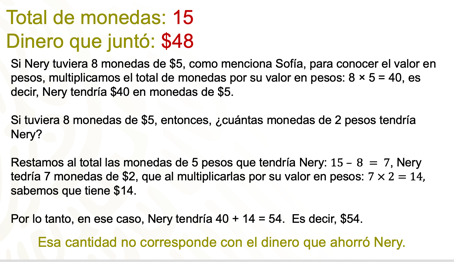 Total de monedas: 15
Dinero que juntó: $48
Si Nery tuviera 8 monedas de $5, como menciona Sofía, para conocer el valor en
pesos, multiplicamos el total de monedas por su valor en pesos: 8 × 5 = 40, es
decir, Nery tendría $40 en monedas de $5.
Si tuviera 8 monedas de $5, entonces, ¿cuántas monedas de 2 pesos tendría
Nery?
Restamos al total las monedas de 5 pesos que tendría Nery: 15 – 8 = 7, Nery
tedría 7 monedas de $2, que al multiplicarlas por su valor en pesos: 7 × 2 = 14,
sabemos que tiene $14.
Por lo tanto, en ese caso, Nery tendría 40 + 14 = 54. Es decir, $54.
Esa cantidad no corresponde con el dinero que ahorró Nery.